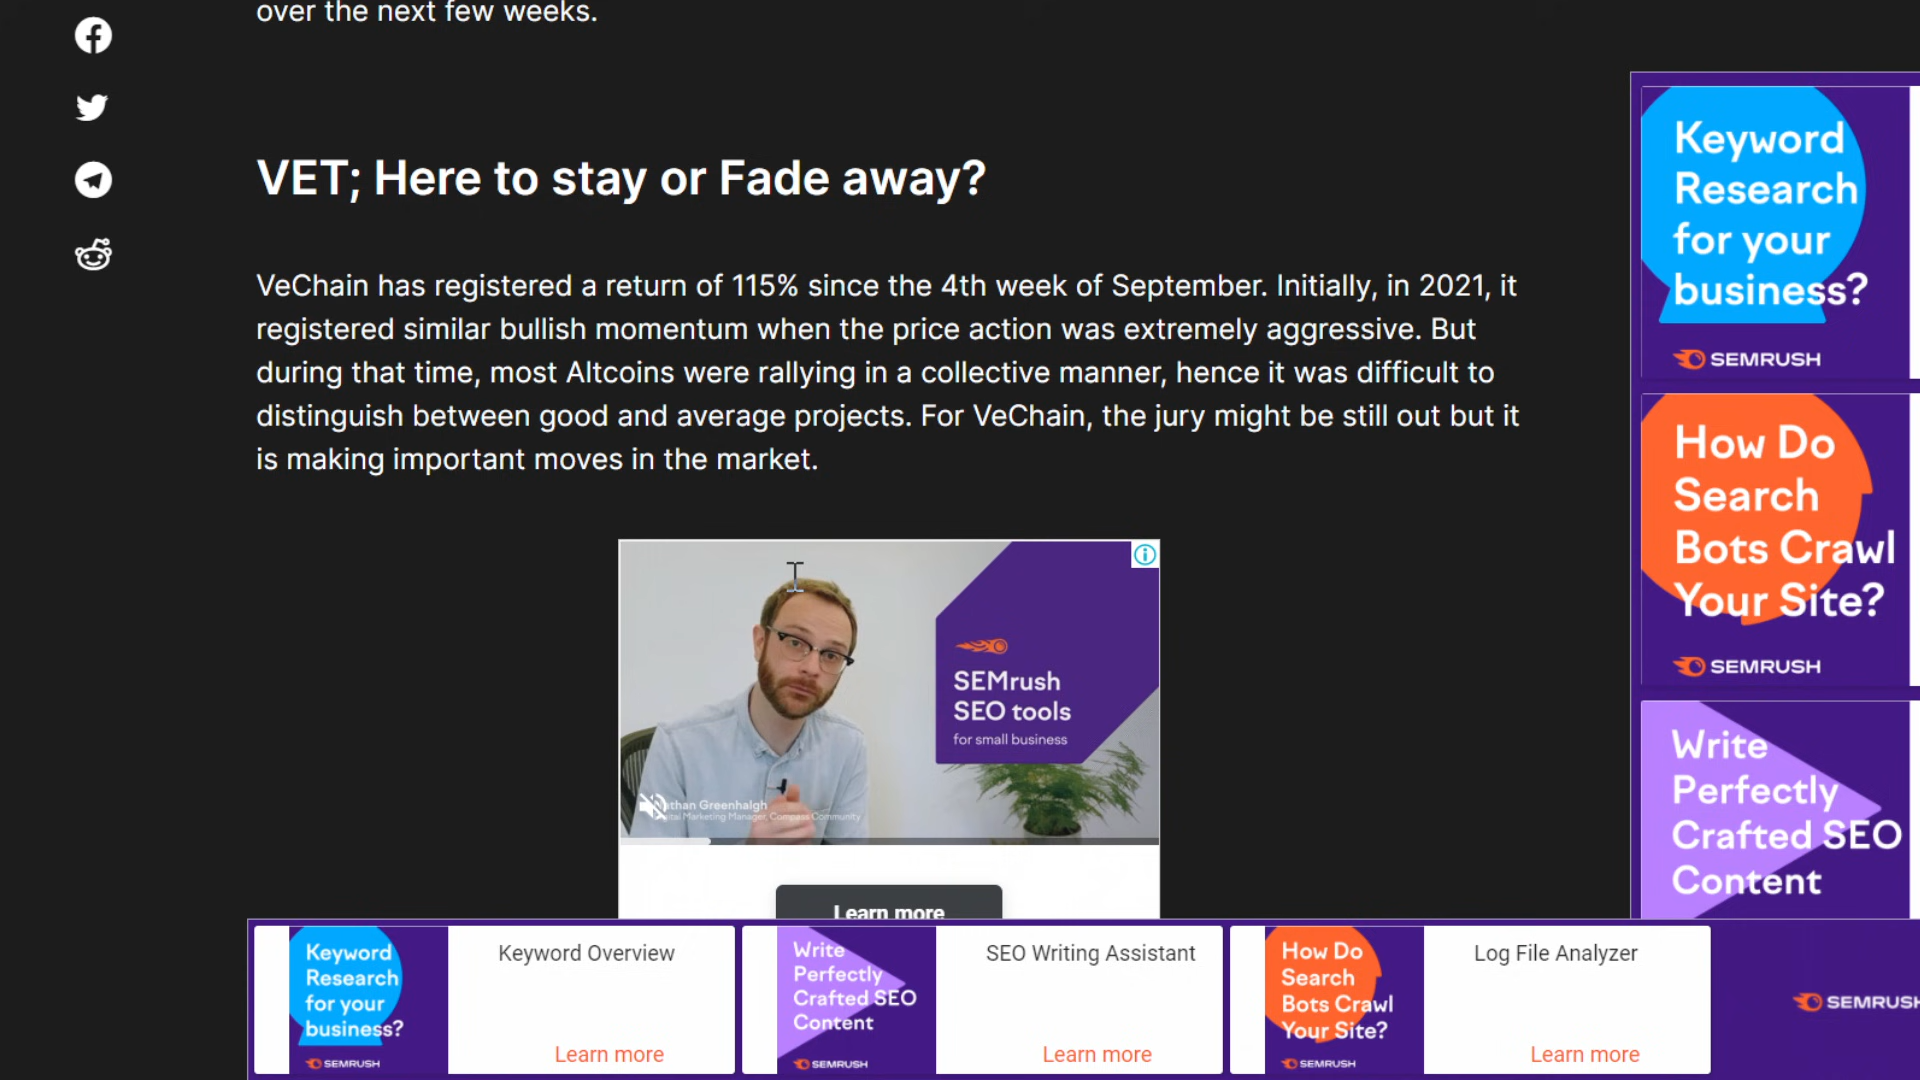 over the next few weeks.
VET; Here to stay or Fade away?
VeChain has registered a return of 115% since the 4th week of September. Initially, in 2021, it
registered similar bullish momentum when the price action was extremely aggressive. But
during that time, most Altcoins were rallying in a collective manner, hence it was difficult to
distinguish between good and average projects. For VeChain, the jury might be still out but it
is making important moves in the market.
SEMrush
SEO tools
for small business
Greenhalgh
Marketing Manager, Compass Community
Learn more
Keyword
Research
for your
business?
SEMRUSH
How Do
Search
Bots Crawl
Your Site?
SEMRUSH
Write
Perfectly
Crafted SEO
Content
Keyword
Research
for your
business?
SEMRUSH
Keyword Overview
Learn more
Write
Perfectly
Crafted SEO
Content
SEMRUSH
SEO Writing Assistant
Learn more
How Do
Search
Bots Crawl
Your Site?
SEMRUSH
Log File Analyzer
Learn more
SEMRUSH